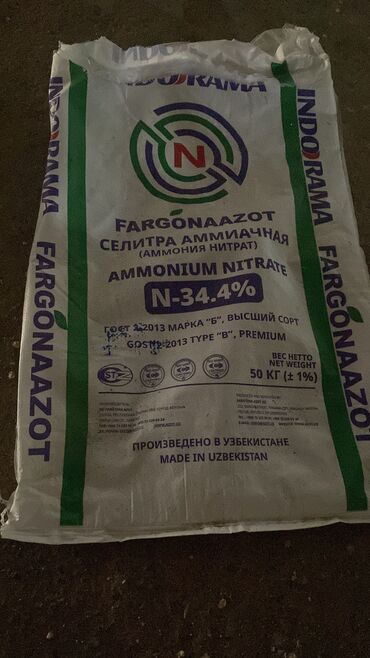 INDORAMA
N
FARGONAAZOT
СЕЛИТРА АММИАЧНАЯ
(АММОНИЯ НИТРАТ)
AMMONIUM NITRATE
N-34.4%
ГОСТ 2-2013 МАРКА "Б", ВЫСШИЙ СОРТ
GOST 2-2013 TYPE "B", PREMIUM
ВЕС НЕТТО
NET WEIGHT
50 КГ (± 1%)
ПРОИЗВЕДЕНО В УЗБЕКИСТАНЕ
MADE IN UZBEKISTAN
FARGONAAZOT
INDORAMA
INDORAMA
FARGONAAZOT